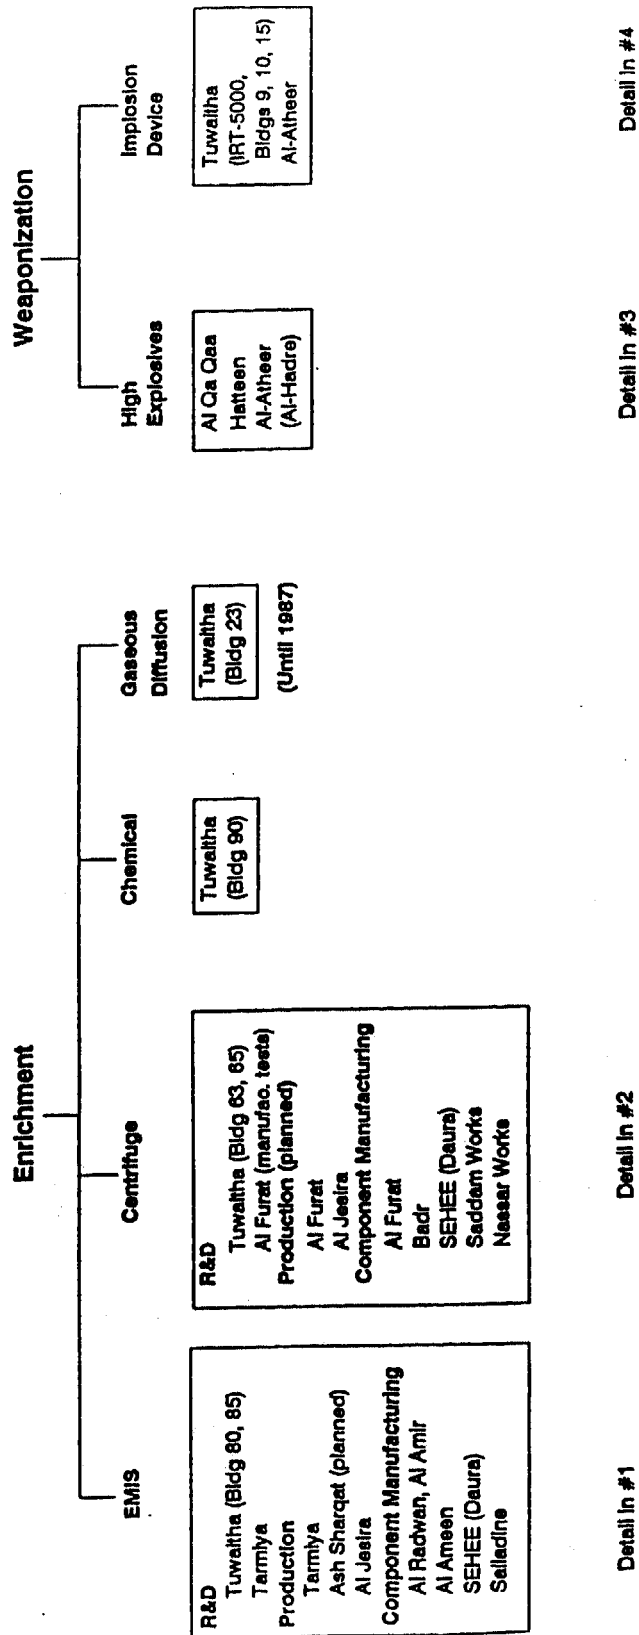 Enrichment
EMIS
R&D
Tuwaitha (Bldg 80, 85)
Tarmiya
Production
Tarmiya
Ash Sharqat (planned)
Al Jesira
Component Manufacturing
Al Radwan, Al Amir
Al Ameen
SEHEE (Daura)
Salladine
Detail in #1
Centrifuge
R&D
Tuwaitha (Bldg 63, 65)
Al Furat (manufac. tests)
Production (planned)
Al Furat
Al Jesira
Component Manufacturing
Al Furat
Badr
SEHEE (Daura)
Saddam Works
Nassar Works
Detail in #2
Chemical
Tuwaitha
(Bldg 90)
Gaseous
Diffusion
Tuwaitha
(Bldg 23)
(Until 1987)
Weaponization
High
Explosives
Al Qa Qaa
Hatteen
Al-Atheer
(Al-Hadre)
Detail in #3
Implosion
Device
Tuwaitha
(IRT-5000,
Bldgs 9, 10, 15)
Al-Atheer
Detail in #4